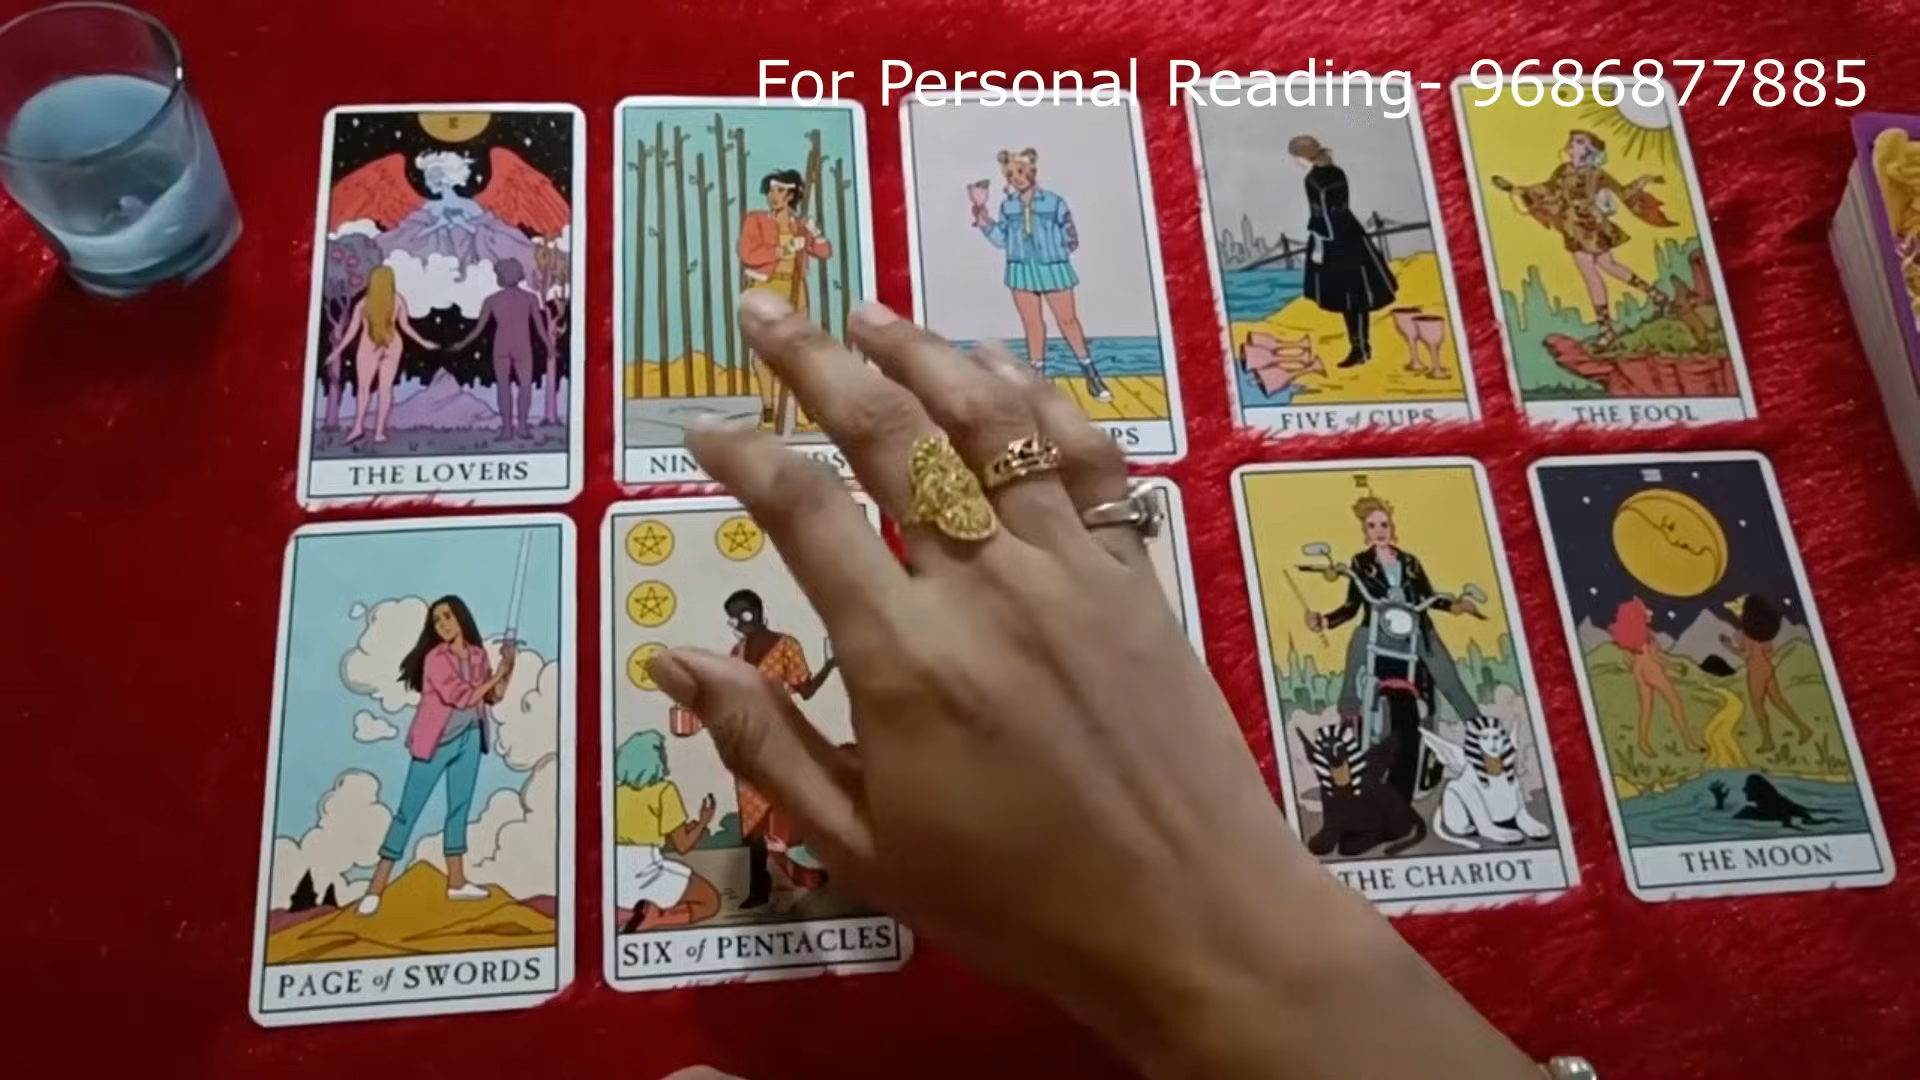 For Personal Reading- 9686877885
THE LOVERS
FIVE of CUPS
THE FOOL
PAGE of SWORDS
SIX of PENTACLES
THE CHARIOT
THE MOON